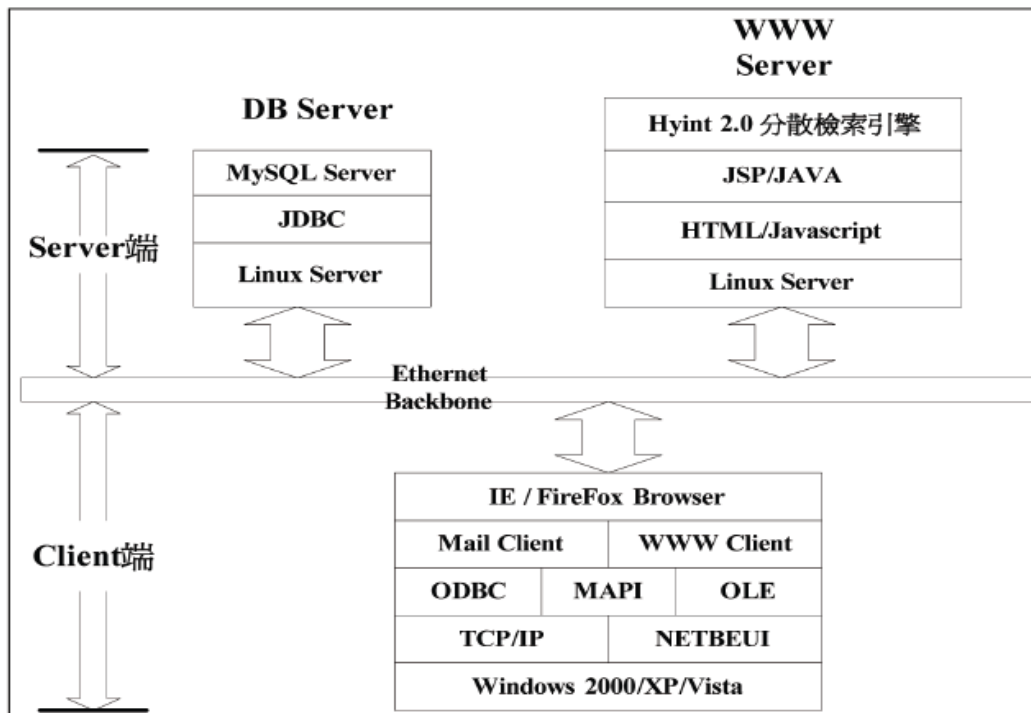 WWW
Server
DB Server
Hyint 2.0 分散檢索引擎
MySQL Server
JSP/JAVA
JDBC
HTML/Javascript
Server端
Linux Server
Linux Server
Ethernet
Backbone
IE / FireFox Browser
Mail Client
WWW Client
Client端
ODBC
MAPI
OLE
TCP/IP
NETBEUI
Windows 2000/XP/Vista